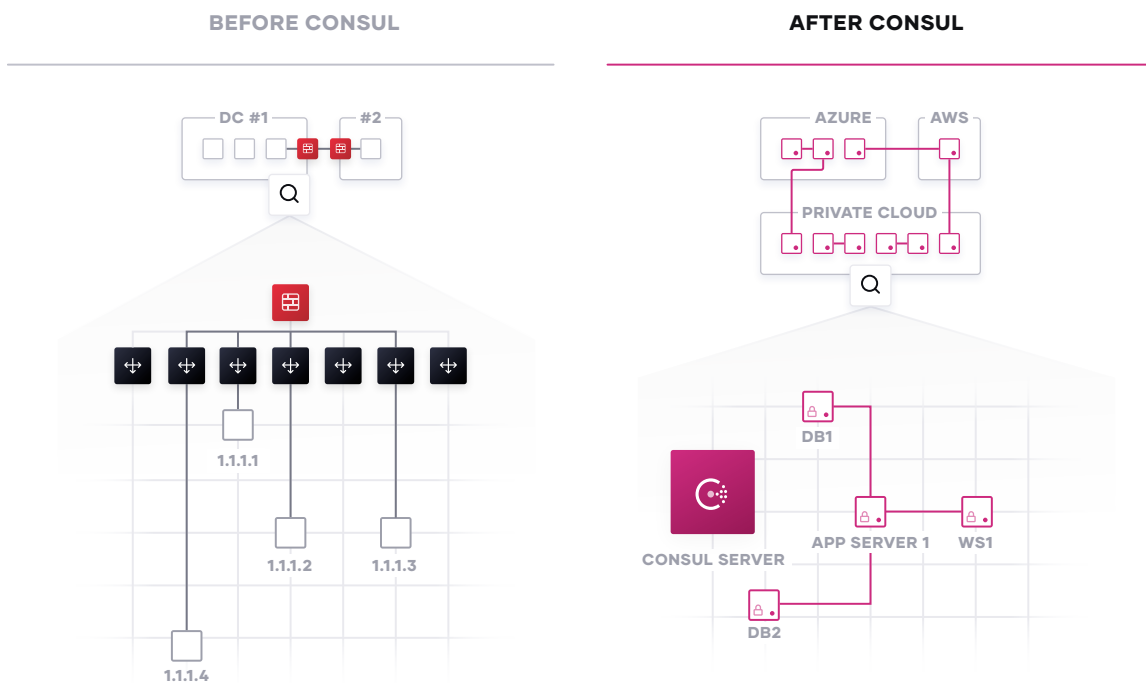 BEFORE CONSUL
DC #1
#2
1.1.1.1
1.1.1.2
1.1.1.3
1.1.1.4
AFTER CONSUL
AZURE
AWS
PRIVATE CLOUD
DB1
APP SERVER 1
WS1
CONSUL SERVER
DB2